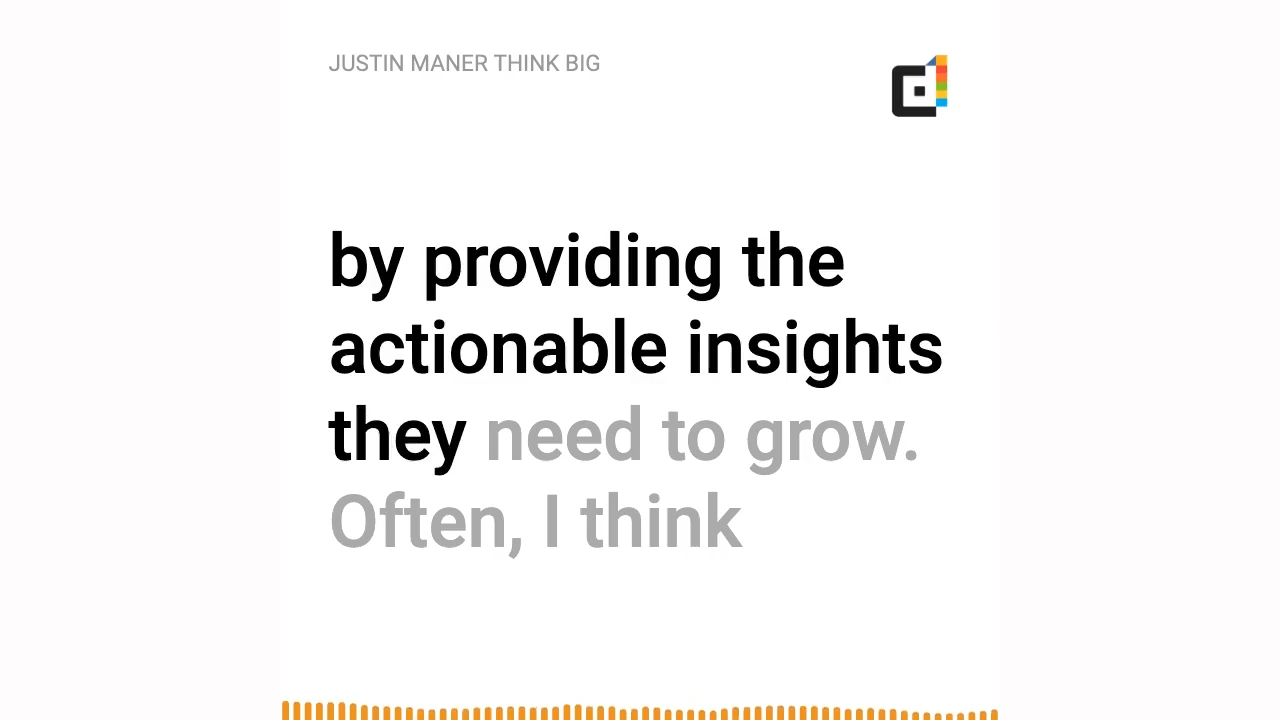 JUSTIN MANER THINK BIG
by providing the
actionable insights
they need to grow.
Often, I think